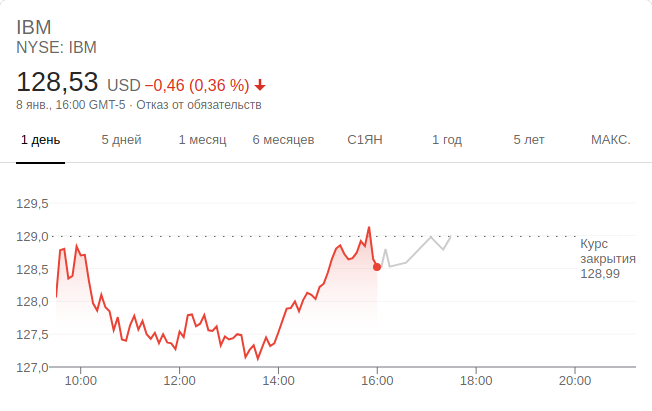 IBM
NYSE: IBM
128,53 USD −0,46 (0,36 %)
8 янв., 16:00 GMT-5 · Отказ от обязательств
1 день 5 дней 1 месяц 6 месяцев С1ЯН 1 год 5 лет МАКС.
129,5
129,0
Курс
закрытия
128,99
128,5
128,0
127,5
127,0
10:00 12:00 14:00 16:00 18:00 20:00